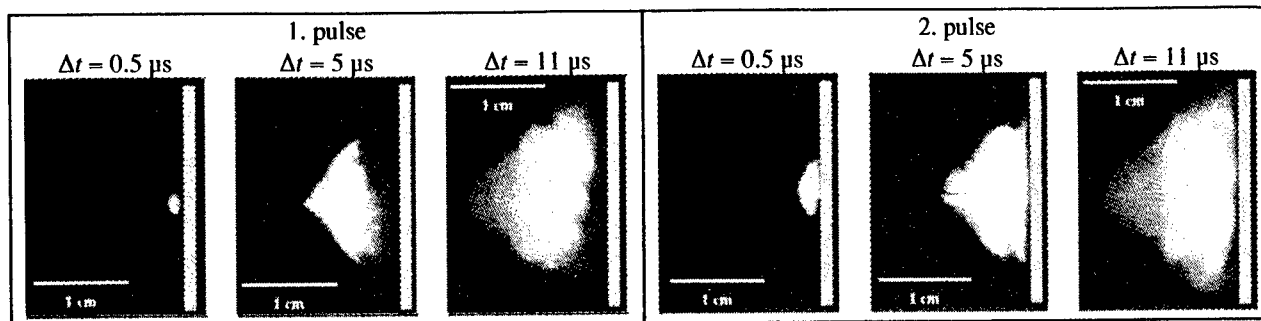 1. pulse
Δt = 0.5 µs
Δt = 5 µs
Δt = 11 µs
1 cm
1 cm
1 cm
2. pulse
Δt = 0.5 µs
Δt = 5 µs
Δt = 11 µs
1 cm
1 cm
1 cm